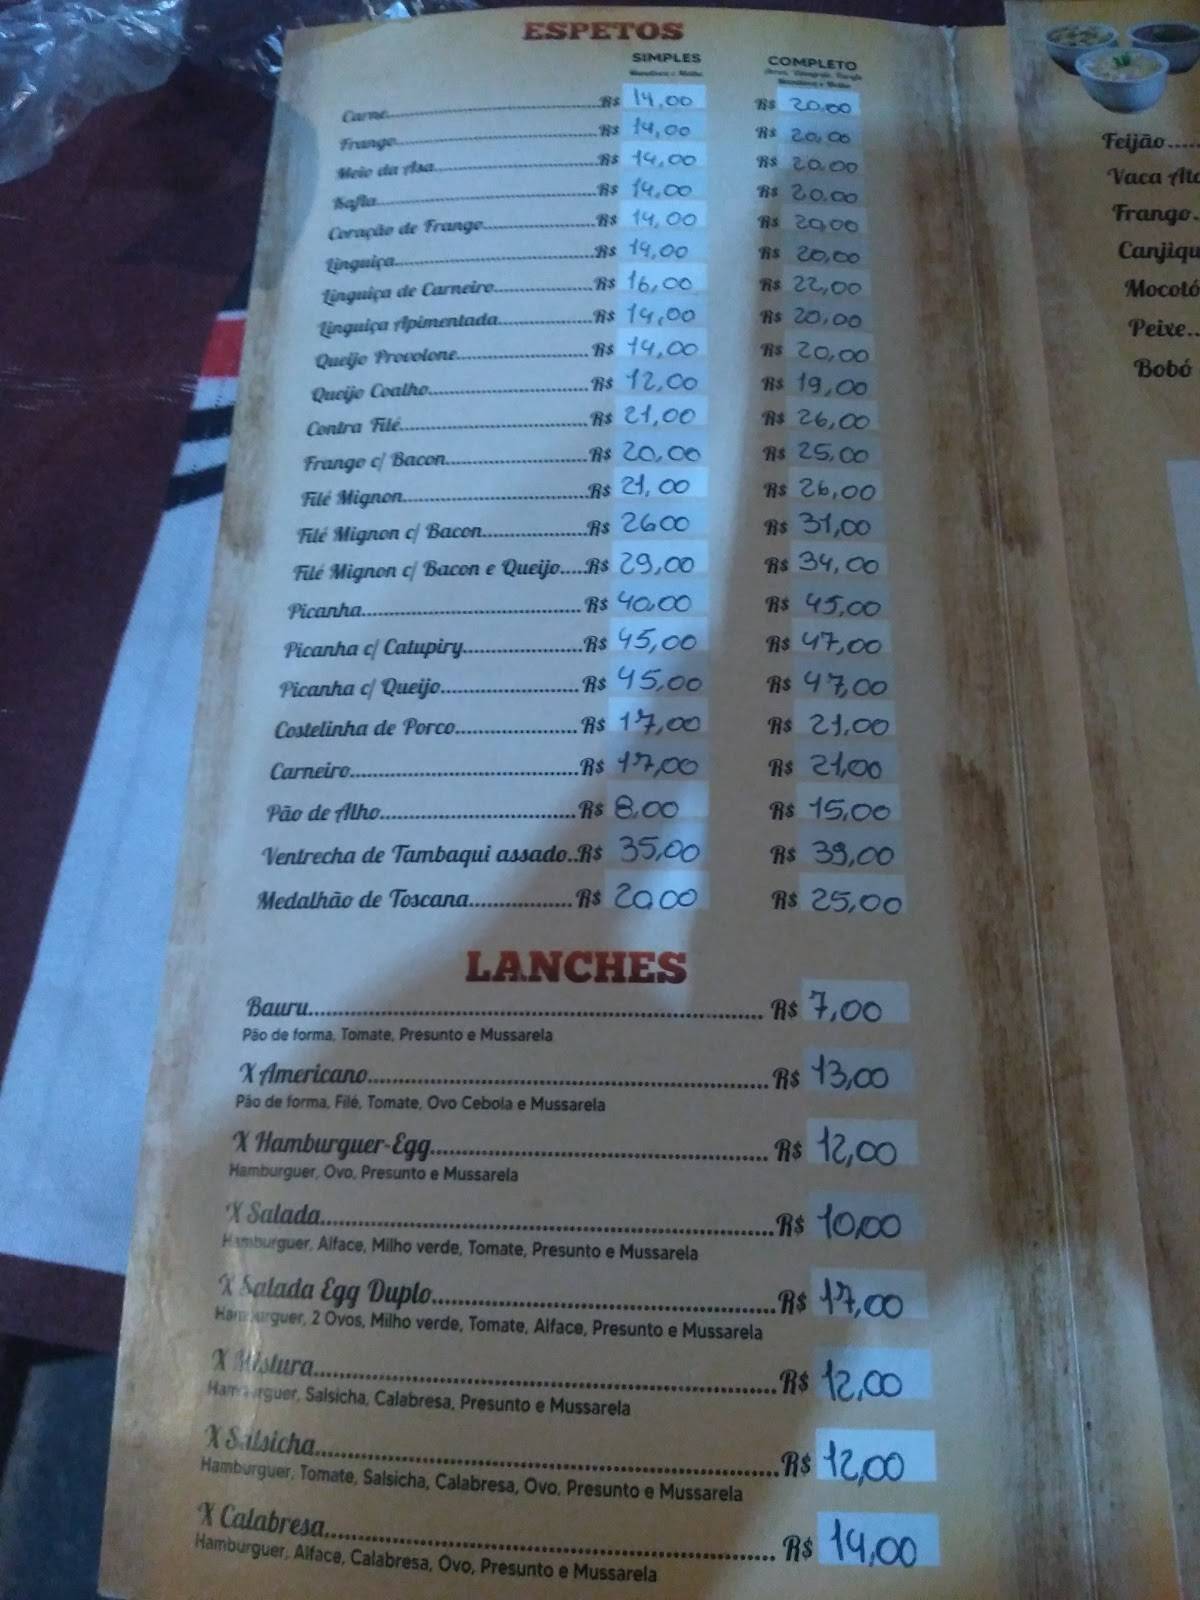 ESPETOS
SIMPLES COMPLETO
Mandioca e Molho
Carne R$ 14,00 R$ 20,00
Frango R$ 14,00 R$ 20,00
Meio da Asa R$ 14,00 R$ 20,00
Kafta R$ 14,00 R$ 20,00
Coração de Frango R$ 14,00 R$ 20,00
Linguiça R$ 14,00 R$ 20,00
Linguiça de Carneiro R$ 16,00 R$ 22,00
Linguiça Apimentada R$ 14,00 R$ 20,00
Queijo Provolone R$ 14,00 R$ 20,00
Queijo Coalho R$ 12,00 R$ 19,00
Contra Filé R$ 21,00 R$ 26,00
Frango c/ Bacon R$ 20,00 R$ 25,00
Filé Mignon R$ 21,00 R$ 26,00
Filé Mignon c/ Bacon R$ 2600 R$ 31,00
Filé Mignon c/ Bacon e Queijo R$ 29,00 R$ 34,00
Picanha R$ 40,00 R$ 45,00
Picanha c/ Catupiry R$ 45,00 R$ 47,00
Picanha c/ Queijo R$ 45,00 R$ 47,00
Costelinha de Porco R$ 17,00 R$ 21,00
Carneiro R$ 17,00 R$ 21,00
Pão de Alho R$ 8,00 R$ 15,00
Ventrecha de Tambaqui assado R$ 35,00 R$ 39,00
Medalhão de Toscana R$ 20,00 R$ 25,00
LANCHES
Bauru R$ 7,00
Pão de forma, Tomate, Presunto e Mussarela
X Americano R$ 13,00
Pão de forma, Filé, Tomate, Ovo Cebola e Mussarela
X Hamburguer-Egg R$ 12,00
Hamburguer, Ovo, Presunto e Mussarela
X Salada R$ 10,00
Hamburguer, Alface, Milho verde, Tomate, Presunto e Mussarela
X Salada Egg Duplo R$ 17,00
Hamburguer, 2 Ovos, Milho verde, Tomate, Alface, Presunto e Mussarela
X Mistura R$ 12,00
Hamburguer, Salsicha, Calabresa, Presunto e Mussarela
X Salsicha R$ 12,00
Hamburguer, Tomate, Salsicha, Calabresa, Ovo, Presunto e Mussarela
X Calabresa R$ 14,00
Hamburguer, Alface, Calabresa, Ovo, Presunto e Mussarela
Feijão
Vaca Ato
Frango
Canjiqu
Mocotó
Peixe
Bobó